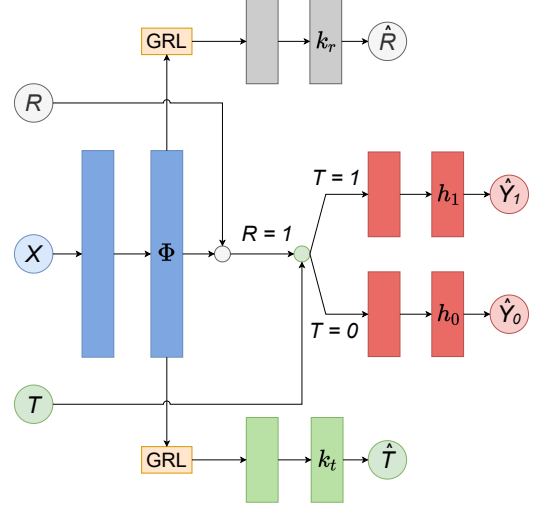 GRL
k_r
R̂
R
T = 1
h_1
Ŷ_1
X
Φ
R = 1
T = 0
h_0
Ŷ_0
T
GRL
k_t
T̂